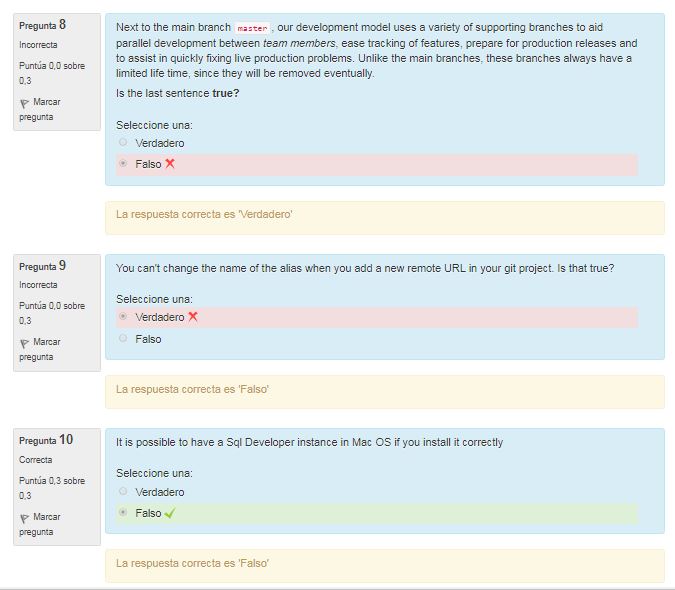 Pregunta 8
Incorrecta
Puntúa 0,0 sobre
0,3
Marcar
pregunta
Next to the main branch master , our development model uses a variety of supporting branches to aid
parallel development between team members, ease tracking of features, prepare for production releases and
to assist in quickly fixing live production problems. Unlike the main branches, these branches always have a
limited life time, since they will be removed eventually.
Is the last sentence true?
Seleccione una:
Verdadero
Falso
La respuesta correcta es 'Verdadero'
Pregunta 9
Incorrecta
Puntúa 0,0 sobre
0,3
Marcar
pregunta
You can't change the name of the alias when you add a new remote URL in your git project. Is that true?
Seleccione una:
Verdadero
Falso
La respuesta correcta es 'Falso'
Pregunta 10
Correcta
Puntúa 0,3 sobre
0,3
Marcar
pregunta
It is possible to have a Sql Developer instance in Mac OS if you install it correctly
Seleccione una:
Verdadero
Falso
La respuesta correcta es 'Falso'